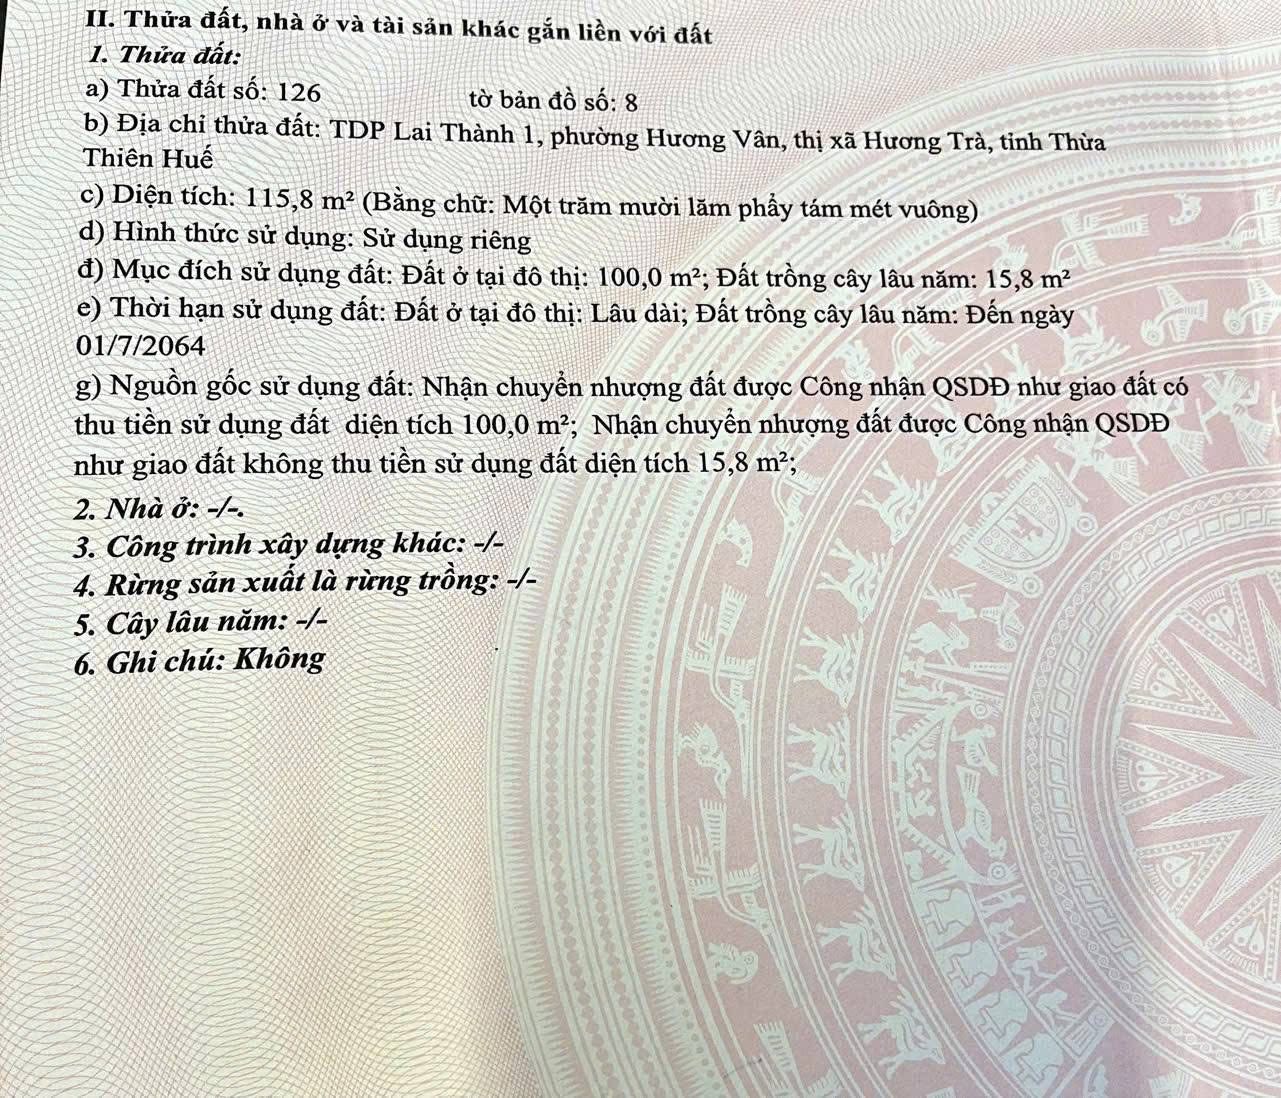 II. Thửa đất, nhà ở và tài sản khác gắn liền với đất
1. Thửa đất:
a) Thửa đất số: 126 tờ bản đồ số: 8
b) Địa chỉ thửa đất: TDP Lai Thành 1, phường Hương Vân, thị xã Hương Trà, tỉnh Thừa
Thiên Huế
c) Diện tích: 115,8 m² (Bằng chữ: Một trăm mười lăm phẩy tám mét vuông)
d) Hình thức sử dụng: Sử dụng riêng
đ) Mục đích sử dụng đất: Đất ở tại đô thị: 100,0 m²; Đất trồng cây lâu năm: 15,8 m²
e) Thời hạn sử dụng đất: Đất ở tại đô thị: Lâu dài; Đất trồng cây lâu năm: Đến ngày
01/7/2064
g) Nguồn gốc sử dụng đất: Nhận chuyển nhượng đất được Công nhận QSDĐ như giao đất có
thu tiền sử dụng đất diện tích 100,0 m²; Nhận chuyển nhượng đất được Công nhận QSDĐ
như giao đất không thu tiền sử dụng đất diện tích 15,8 m²;
2. Nhà ở: -/-.
3. Công trình xây dựng khác: -/-
4. Rừng sản xuất là rừng trồng: -/-
5. Cây lâu năm: -/-
6. Ghi chú: Không